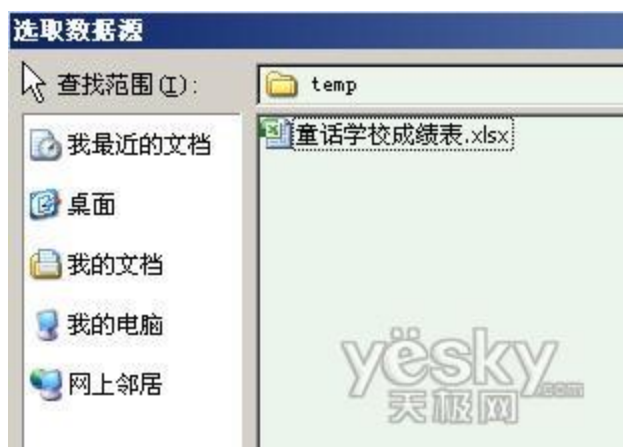 选取数据源
查找范围(I):
temp
我最近的文档
童话学校成绩表.xlsx
桌面
我的文档
我的电脑
网上邻居
yësky.com
天极网